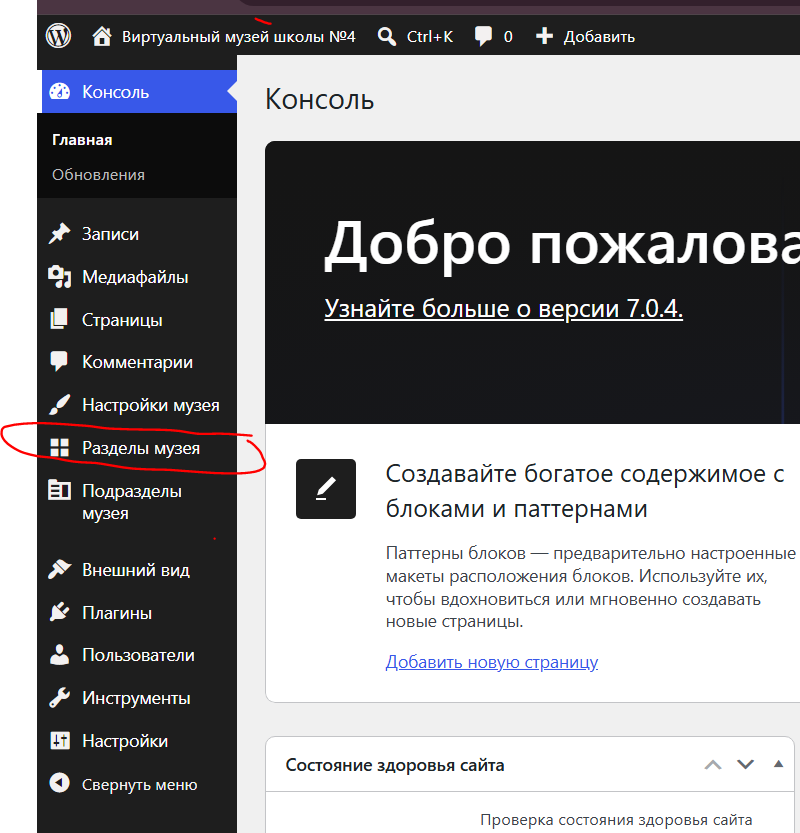 Виртуальный музей школы №4 Ctrl+K 0 Добавить
Консоль
Главная
Обновления
Записи
Медиафайлы
Страницы
Комментарии
Настройки музея
Разделы музея
Подразделы
музея
Внешний вид
Плагины
Пользователи
Инструменты
Настройки
Свернуть меню
Консоль
Добро пожалова
Узнайте больше о версии 7.0.4.
Создавайте богатое содержимое с
блоками и паттернами
Паттерны блоков — предварительно настроенные
макеты расположения блоков. Используйте их,
чтобы вдохновиться или мгновенно создавать
новые страницы.
Добавить новую страницу
Состояние здоровья сайта
Проверка состояния здоровья сайта